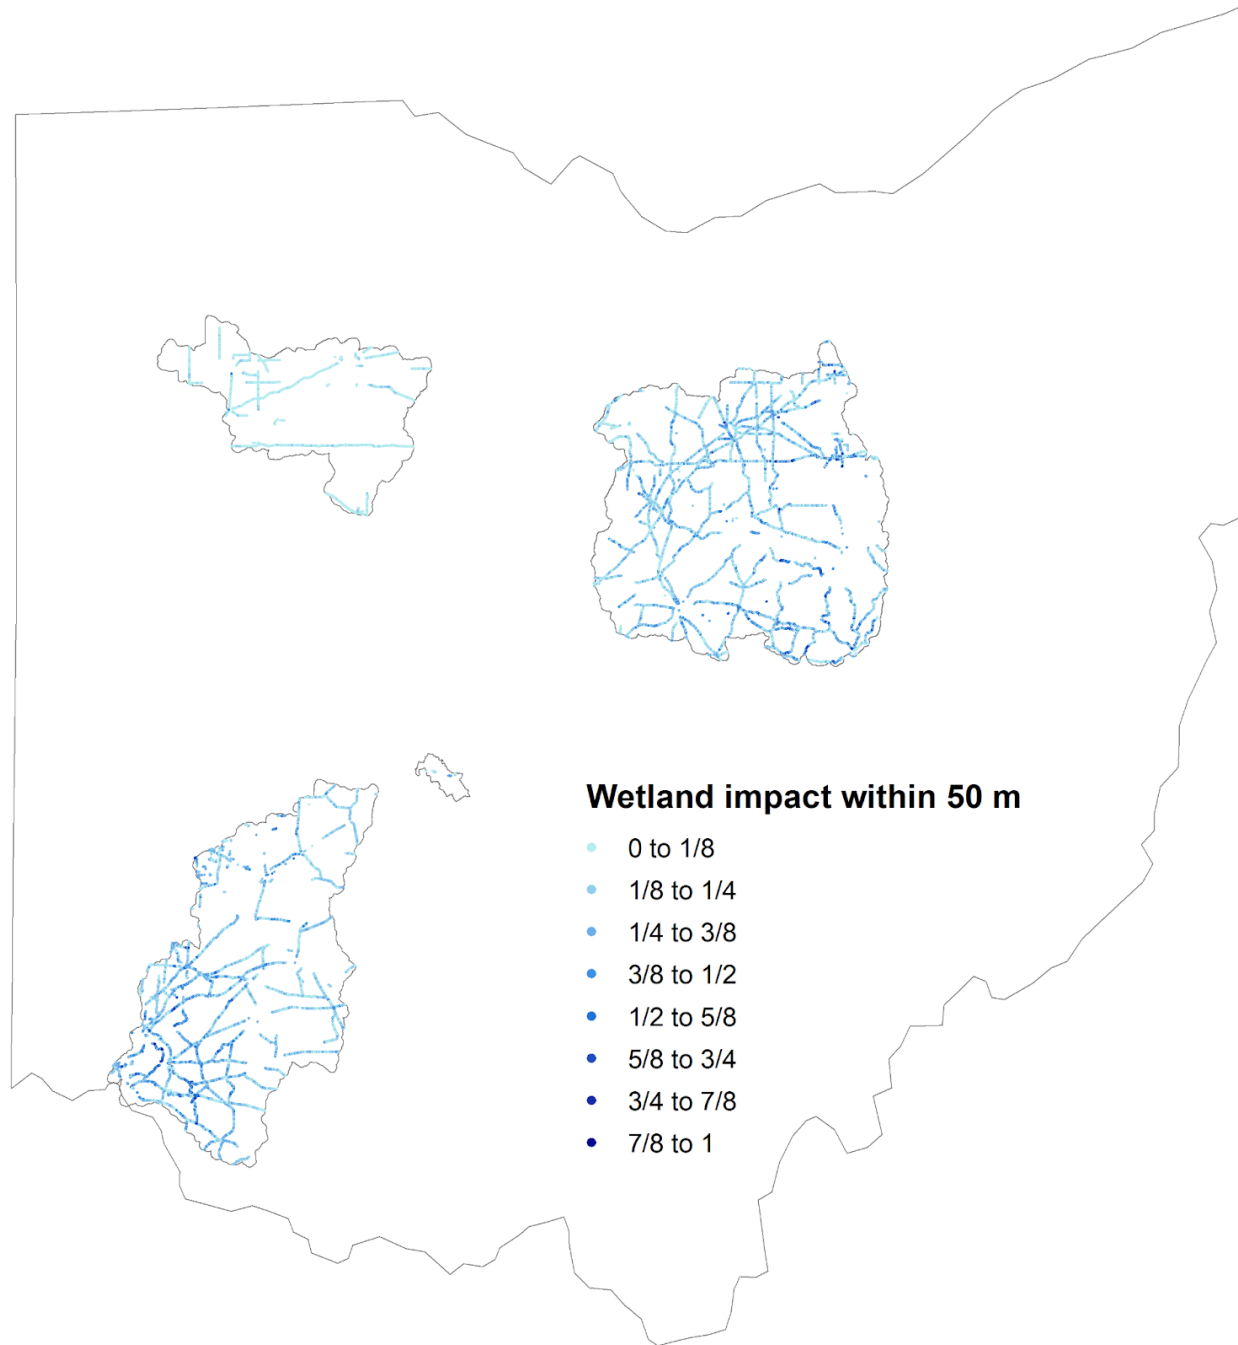 Wetland impact within 50 m
0 to 1/8
1/8 to 1/4
1/4 to 3/8
3/8 to 1/2
1/2 to 5/8
5/8 to 3/4
3/4 to 7/8
7/8 to 1